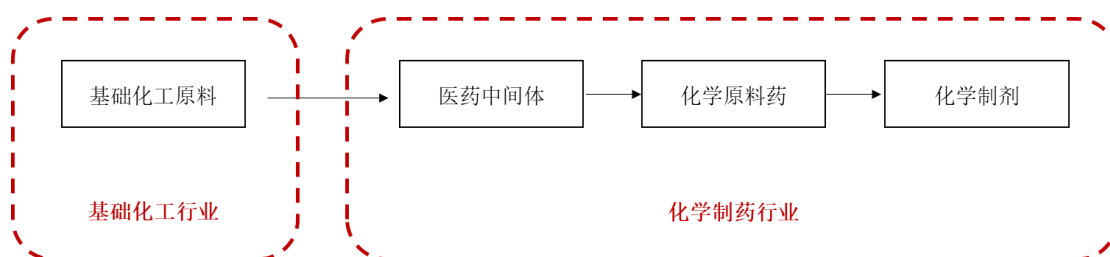 基础化工原料
医药中间体
化学原料药
化学制剂
基础化工行业
化学制药行业